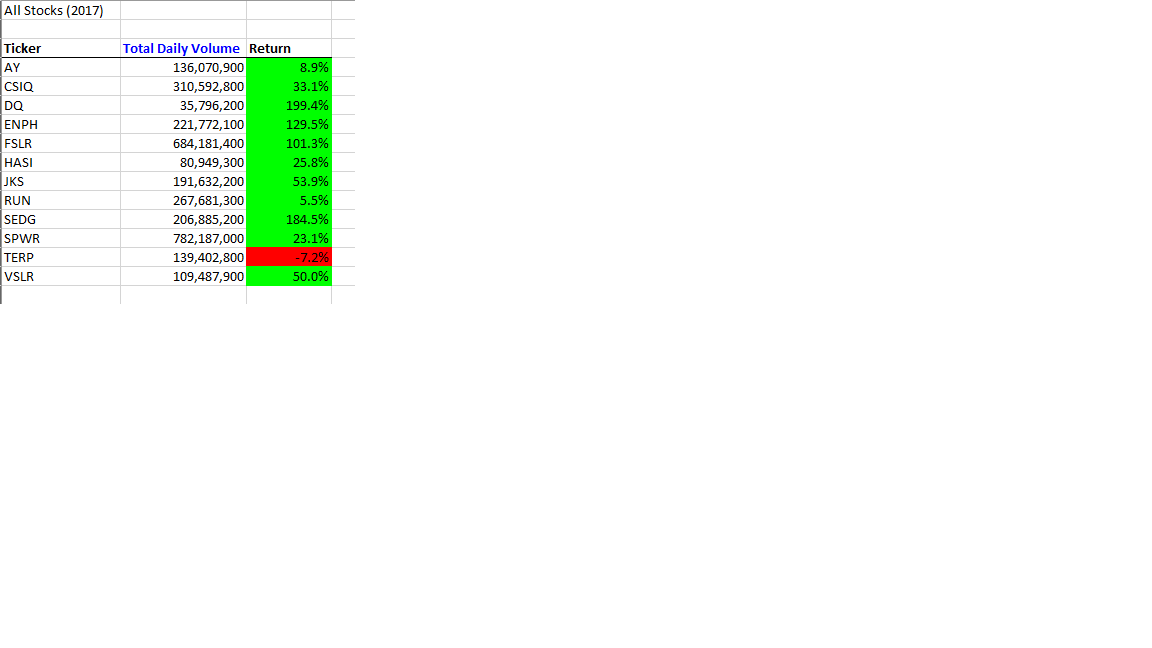 All Stocks (2017)
Ticker Total Daily Volume Return
AY 136,070,900 8.9%
CSIQ 310,592,800 33.1%
DQ 35,796,200 199.4%
ENPH 221,772,100 129.5%
FSLR 684,181,400 101.3%
HASI 80,949,300 25.8%
JKS 191,632,200 53.9%
RUN 267,681,300 5.5%
SEDG 206,885,200 184.5%
SPWR 782,187,000 23.1%
TERP 139,402,800 -7.2%
VSLR 109,487,900 50.0%